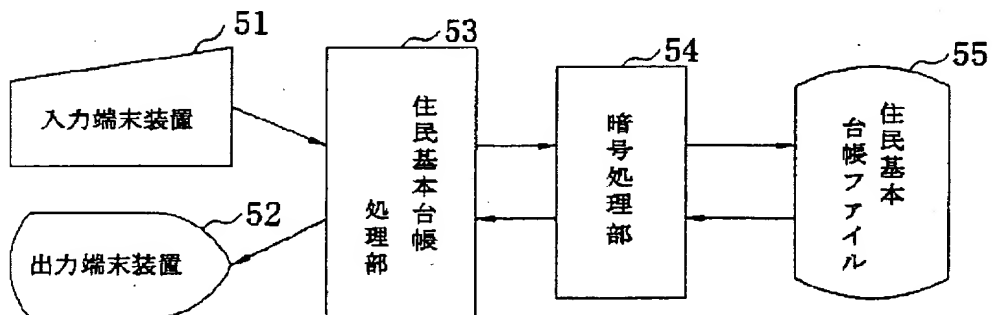 51
入力端末装置
52
出力端末装置
53
住民基本台帳
処理部
54
暗号処理部
55
住民基本
台帳ファイル